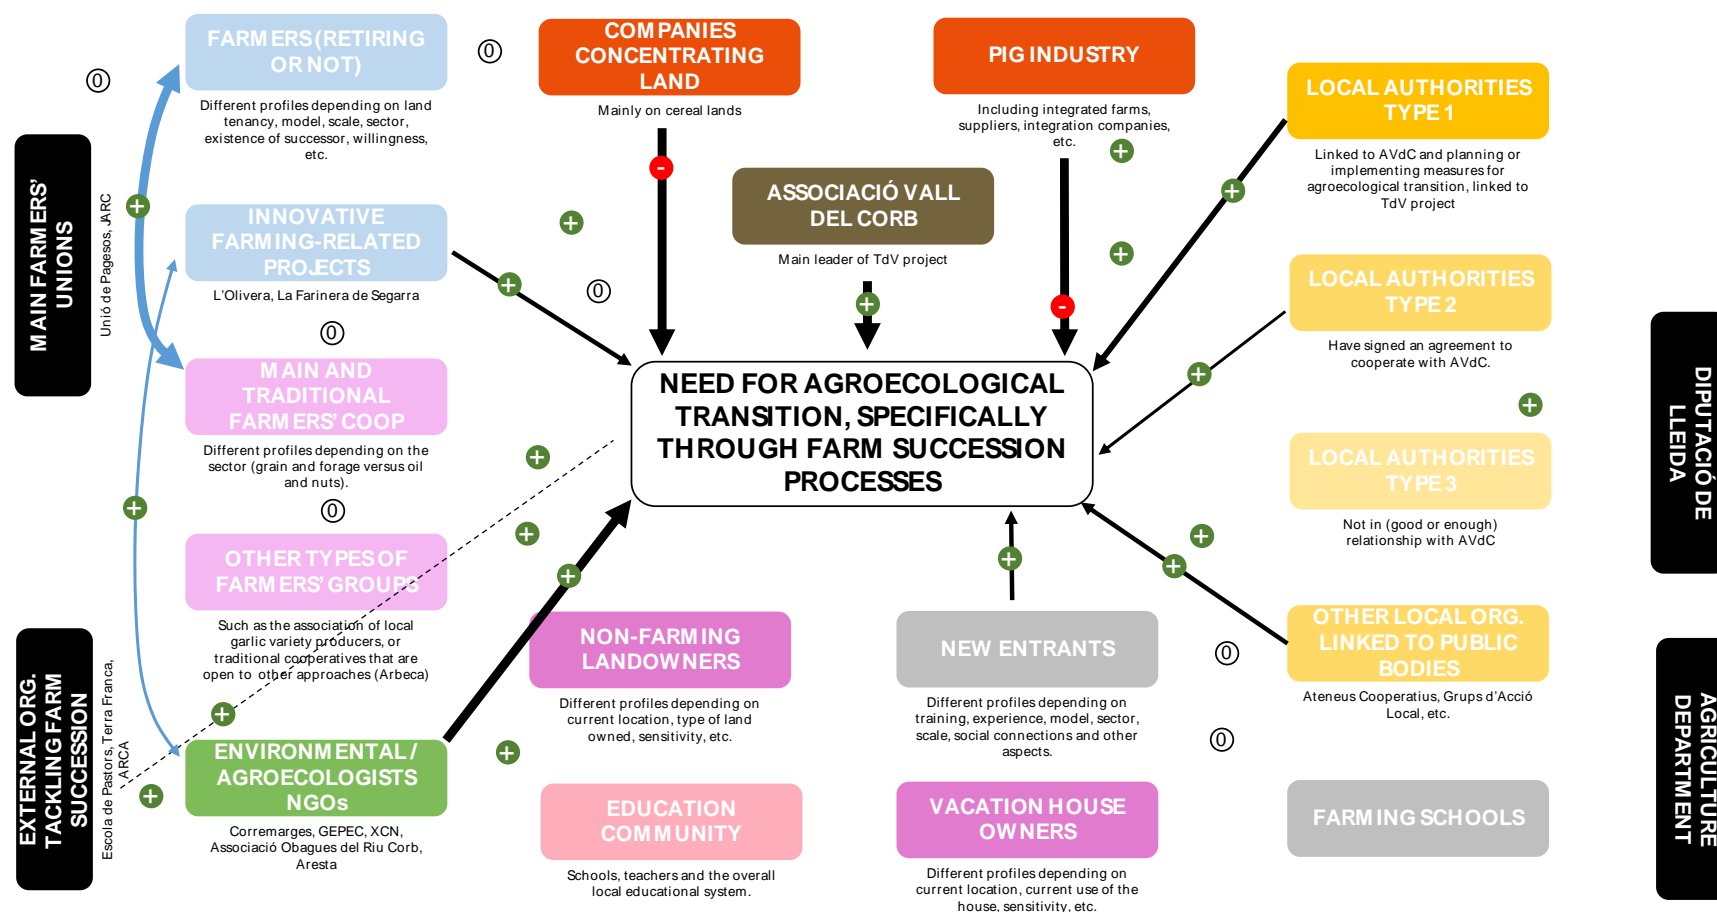 FARMERS (RETIRING
OR NOT)
Different profiles depending on land
tenancy, model, scale, sector,
existence of successor, willingness,
etc.
0
0
COMPANIES
CONCENTRATING
LAND
Mainly on cereal lands
-
PIG INDUSTRY
Including integrated farms,
suppliers, integration companies,
etc.
+
LOCAL AUTHORITIES
TYPE 1
Linked to AVdC and planning or
implementing measures for
agroecological transition, linked to
TdV project
+
MAIN FARMERS'
UNIONS
Unió de Pagesos, JARC
+
INNOVATIVE
FARMING-RELATED
PROJECTS
L'Olivera, La Farinera de Segarra
+
+
0
ASSOCIACIÓ VALL
DEL CORB
Main leader of TdV project
+
+
-
LOCAL AUTHORITIES
TYPE 2
Have signed an agreement to
cooperate with AVdC.
+
+
0
MAIN AND
TRADITIONAL
FARMERS' COOP
Different profiles depending on the
sector (grain and forage versus oil
and nuts).
0
NEED FOR AGROECOLOGICAL
TRANSITION, SPECIFICALLY
THROUGH FARM SUCCESSION
PROCESSES
LOCAL AUTHORITIES
TYPE 3
Not in (good or enough)
relationship with AVdC
DIPUTACIÓ DE
LLEIDA
+
+
+
+
+
+
+
OTHER TYPES OF
FARMERS' GROUPS
Such as the association of local
garlic variety producers, or
traditional cooperatives that are
open to other approaches (Arbeca)
NON-FARMING
LANDOWNERS
Different profiles depending on
current location, type of land
owned, sensitivity, etc.
NEW ENTRANTS
Different profiles depending on
training, experience, model, sector,
scale, social connections and other
aspects.
0
0
OTHER LOCAL ORG.
LINKED TO PUBLIC
BODIES
Ateneus Cooperatius, Grups d'Acció
Local, etc.
EXTERNAL ORG.
TACKLING FARM
SUCCESSION
Escola de Pastors, Terra Franca,
ARCA
+
+
+
ENVIRONMENTAL/
AGROECOLOGISTS
NGOs
Corremarges, GEPEC, XCN,
Associació Obagues del Riu Corb,
Aresta
EDUCATION
COMMUNITY
Schools, teachers and the overall
local educational system.
VACATION HOUSE
OWNERS
Different profiles depending on
current location, current use of the
house, sensitivity, etc.
FARMING SCHOOLS
AGRICULTURE
DEPARTMENT